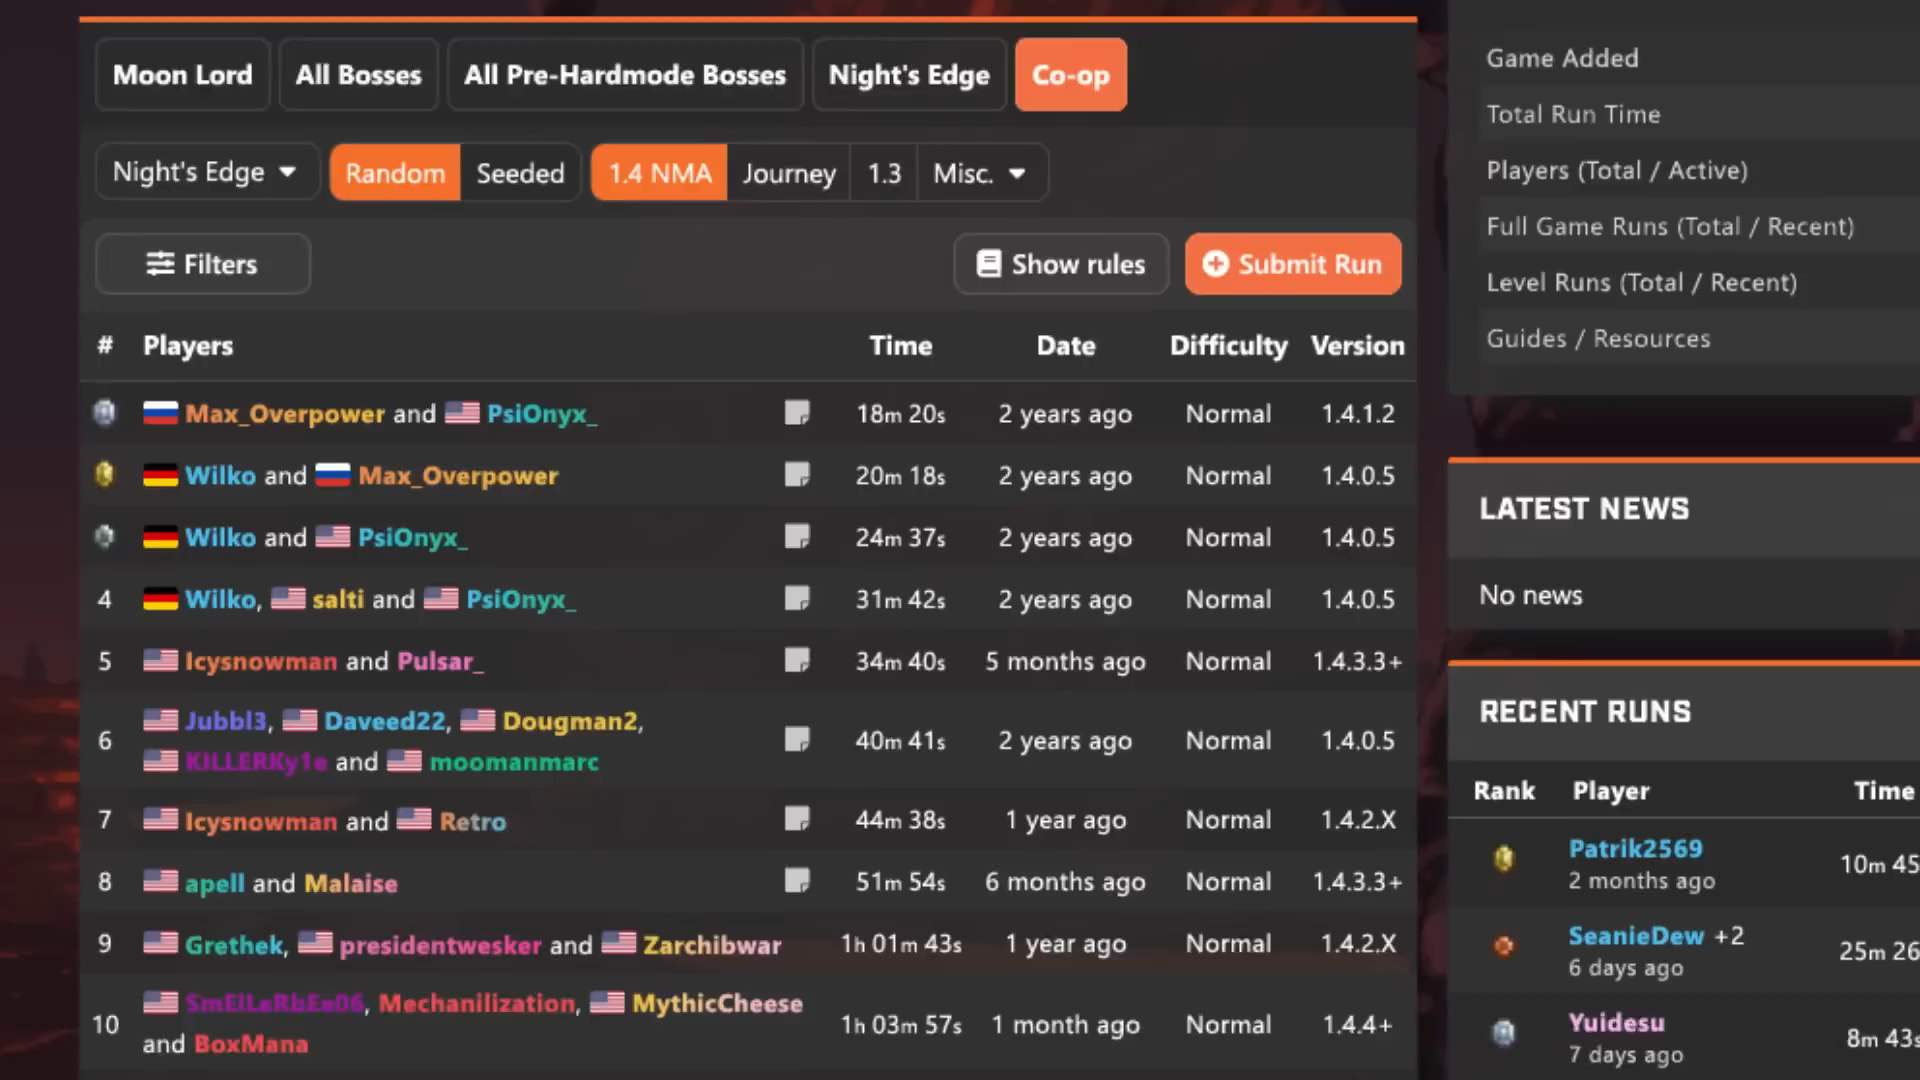 Moon Lord All Bosses All Pre-Hardmode Bosses Night's Edge Co-op
Night's Edge Random Seeded 1.4 NMA Journey 1.3 Misc.
Filters Show rules Submit Run
# Players Time Date Difficulty Version
Max_Overpower and PsiOnyx_ 18m 20s 2 years ago Normal 1.4.1.2
Wilko and Max_Overpower 20m 18s 2 years ago Normal 1.4.0.5
Wilko and PsiOnyx_ 24m 37s 2 years ago Normal 1.4.0.5
4 Wilko, salti and PsiOnyx_ 31m 42s 2 years ago Normal 1.4.0.5
5 Icysnowman and Pulsar_ 34m 40s 5 months ago Normal 1.4.3.3+
Jubbl3, Daveed22, Dougman2,
6 40m 41s 2 years ago Normal 1.4.0.5
KILLERKy1e and moomanmarc
7 Icysnowman and Retro 44m 38s 1 year ago Normal 1.4.2.X
8 apell and Malaise 51m 54s 6 months ago Normal 1.4.3.3+
9 Grethek, presidentwesker and Zarchibwar 1h 01m 43s 1 year ago Normal 1.4.2.X
SmElLeRbEe06, Mechanilization, MythicCheese
10 1h 03m 57s 1 month ago Normal 1.4.4+
and BoxMana
Game Added
Total Run Time
Players (Total / Active)
Full Game Runs (Total / Recent)
Level Runs (Total / Recent)
Guides / Resources
LATEST NEWS
No news
RECENT RUNS
Rank Player Time
Patrik2569 10m 45
2 months ago
SeanieDew +2 25m 26
6 days ago
Yuidesu 8m 43s
7 days ago